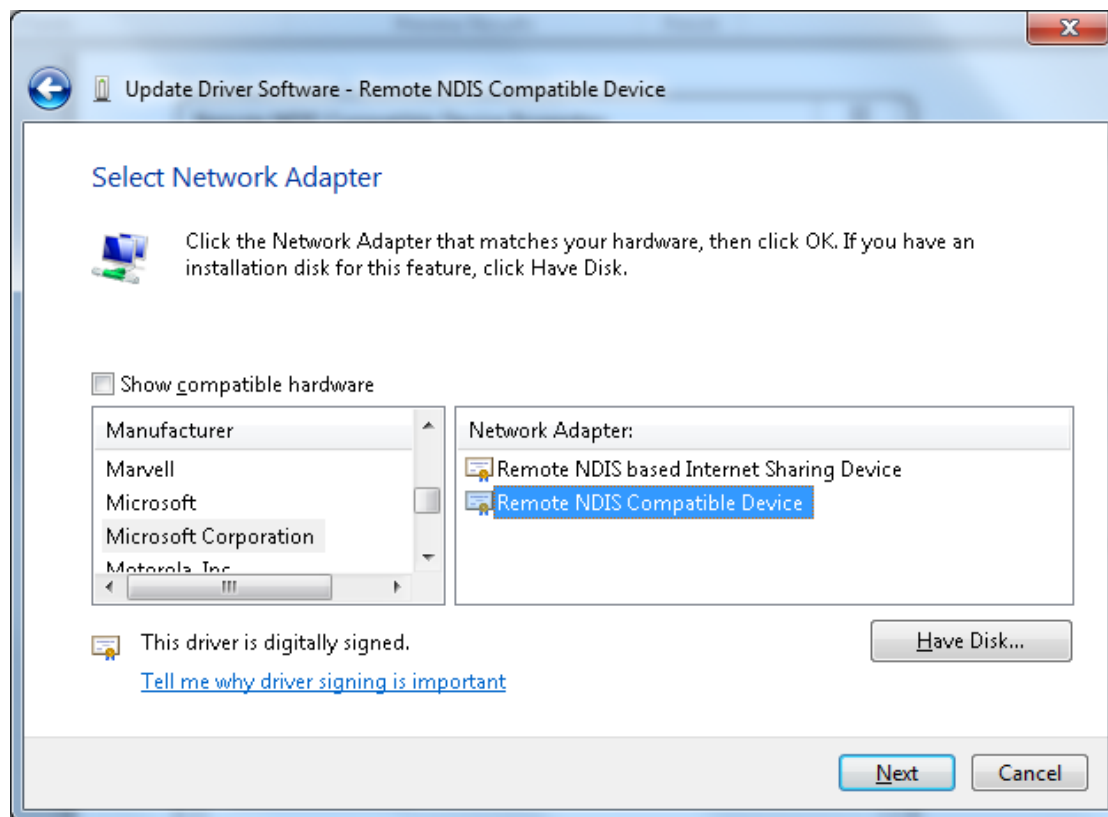 Update Driver Software - Remote NDIS Compatible Device
Select Network Adapter
Click the Network Adapter that matches your hardware, then click OK. If you have an
installation disk for this feature, click Have Disk.
Show compatible hardware
Manufacturer
Marvell
Microsoft
Microsoft Corporation
Motorola, Inc.
Network Adapter:
Remote NDIS based Internet Sharing Device
Remote NDIS Compatible Device
This driver is digitally signed.
Tell me why driver signing is important
Have Disk...
Next
Cancel